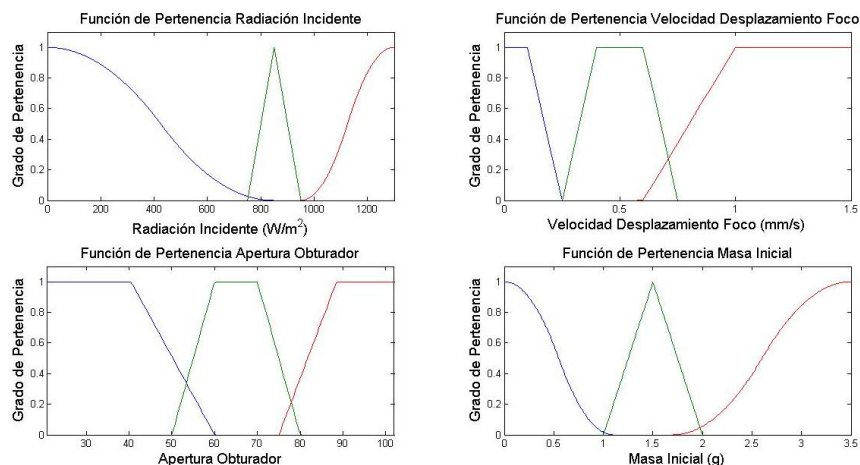 Función de Pertenencia Radiación Incidente
Grado de Pertenencia
1
0.8
0.6
0.4
0.2
0
0 200 400 600 800 1000 1200
Radiación Incidente (W/m²)
Función de Pertenencia Velocidad Desplazamiento Foco
Grado de Pertenencia
1
0.8
0.6
0.4
0.2
0
0 0.5 1 1.5
Velocidad Desplazamiento Foco (mm/s)
Función de Pertenencia Apertura Obturador
Grado de Pertenencia
1
0.8
0.6
0.4
0.2
0
30 40 50 60 70 80 90 100
Apertura Obturador
Función de Pertenencia Masa Inicial
Grado de Pertenencia
1
0.8
0.6
0.4
0.2
0
0 0.5 1 1.5 2 2.5 3 3.5
Masa Inicial (g)